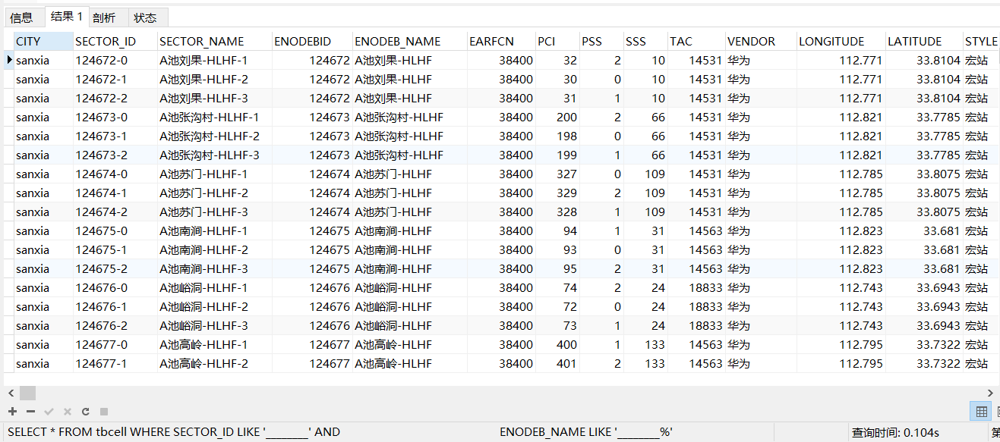 信息 结果 1 剖析 状态
CITY SECTOR_ID SECTOR_NAME ENODEBID ENODEB_NAME EARFCN PCI PSS SSS TAC VENDOR LONGITUDE LATITUDE STYLE
sanxia 124672-0 A池刘果-HLHF-1 124672 A池刘果-HLHF 38400 32 2 10 14531 华为 112.771 33.8104 宏站
sanxia 124672-1 A池刘果-HLHF-2 124672 A池刘果-HLHF 38400 30 0 10 14531 华为 112.771 33.8104 宏站
sanxia 124672-2 A池刘果-HLHF-3 124672 A池刘果-HLHF 38400 31 1 10 14531 华为 112.771 33.8104 宏站
sanxia 124673-0 A池张沟村-HLHF-1 124673 A池张沟村-HLHF 38400 200 2 66 14531 华为 112.821 33.7785 宏站
sanxia 124673-1 A池张沟村-HLHF-2 124673 A池张沟村-HLHF 38400 198 0 66 14531 华为 112.821 33.7785 宏站
sanxia 124673-2 A池张沟村-HLHF-3 124673 A池张沟村-HLHF 38400 199 1 66 14531 华为 112.821 33.7785 宏站
sanxia 124674-0 A池苏门-HLHF-1 124674 A池苏门-HLHF 38400 327 0 109 14531 华为 112.785 33.8075 宏站
sanxia 124674-1 A池苏门-HLHF-2 124674 A池苏门-HLHF 38400 329 2 109 14531 华为 112.785 33.8075 宏站
sanxia 124674-2 A池苏门-HLHF-3 124674 A池苏门-HLHF 38400 328 1 109 14531 华为 112.785 33.8075 宏站
sanxia 124675-0 A池南涧-HLHF-1 124675 A池南涧-HLHF 38400 94 1 31 14563 华为 112.823 33.681 宏站
sanxia 124675-1 A池南涧-HLHF-2 124675 A池南涧-HLHF 38400 93 0 31 14563 华为 112.823 33.681 宏站
sanxia 124675-2 A池南涧-HLHF-3 124675 A池南涧-HLHF 38400 95 2 31 14563 华为 112.823 33.681 宏站
sanxia 124676-0 A池峪洞-HLHF-1 124676 A池峪洞-HLHF 38400 74 2 24 18833 华为 112.743 33.6943 宏站
sanxia 124676-1 A池峪洞-HLHF-2 124676 A池峪洞-HLHF 38400 72 0 24 18833 华为 112.743 33.6943 宏站
sanxia 124676-2 A池峪洞-HLHF-3 124676 A池峪洞-HLHF 38400 73 1 24 18833 华为 112.743 33.6943 宏站
sanxia 124677-0 A池高岭-HLHF-1 124677 A池高岭-HLHF 38400 400 1 133 14563 华为 112.795 33.7322 宏站
sanxia 124677-1 A池高岭-HLHF-2 124677 A池高岭-HLHF 38400 401 2 133 14563 华为 112.795 33.7322 宏站
SELECT * FROM tbcell WHERE SECTOR_ID LIKE '________' AND ENODEB_NAME LIKE '________%' 查询时间: 0.104s 第